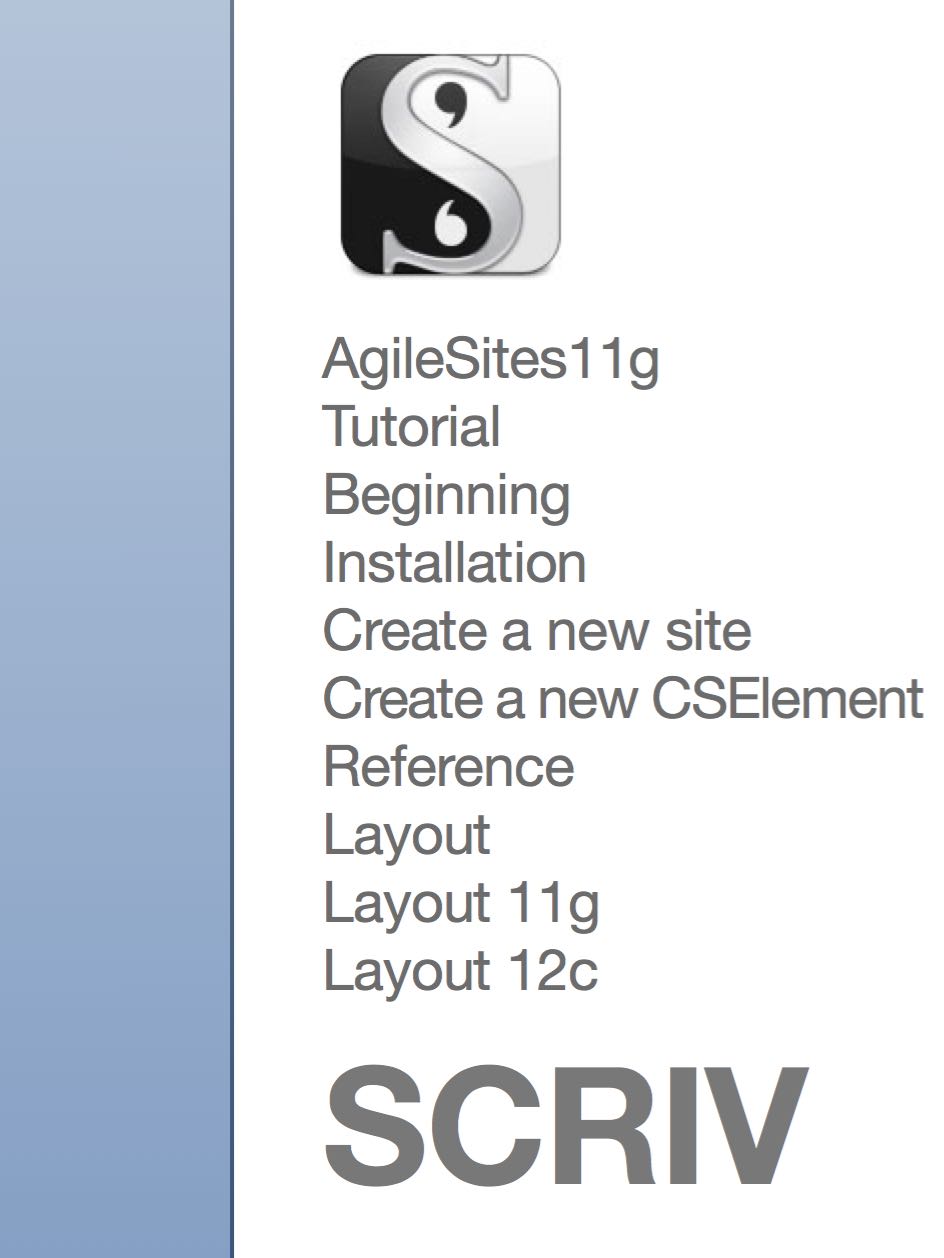 AgileSites11g
Tutorial
Beginning
Installation
Create a new site
Create a new CSElement
Reference
Layout
Layout 11g
Layout 12c
SCRIV